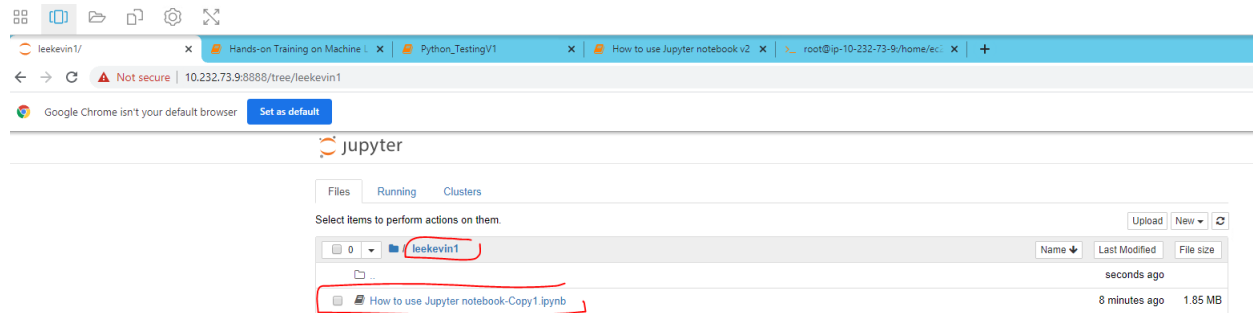 leekevin1/ Hands-on Training on Machine L Python_TestingV1 How to use Jupyter notebook v2 root@ip-10-232-73-9:/home/ec2
Not secure 10.232.73.9:8888/tree/leekevin1
Google Chrome isn't your default browser Set as default
jupyter
Files Running Clusters
Select items to perform actions on them. Upload New
0 / leekevin1 Name Last Modified File size
.. seconds ago
How to use Jupyter notebook-Copy1.ipynb 8 minutes ago 1.85 MB